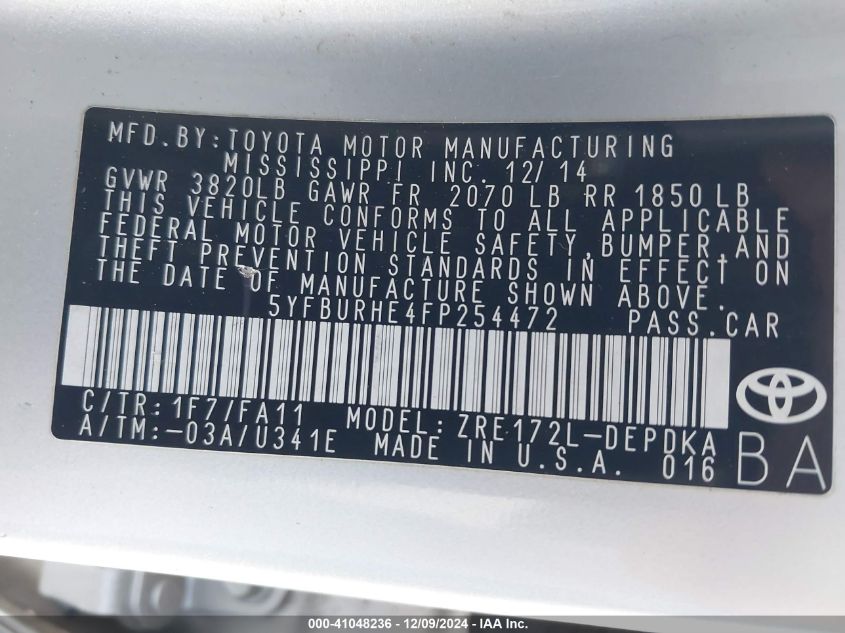 MFD.BY:TOYOTA MOTOR MANUFACTURING
MISSISSIPPI INC. 12/14
GVWR 3820LB GAWR FR 2070 LB RR 1850 LB
THIS VEHICLE CONFORMS TO ALL APPLICABLE
FEDERAL MOTOR VEHICLE SAFETY,BUMPER,AND
THEFT PREVENTION STANDARDS IN EFFECT ON
THE DATE OF MANUFACTURE SHOWN ABOVE.
5YFBURHE4FP254472 PASS.CAR
C/TR:1F7/FA11 MODEL:ZRE172L-DEPDKA
A/TM:-03A/U341E MADE IN U.S.A. 016
BA
000-41048236 - 12/09/2024 - IAA Inc.